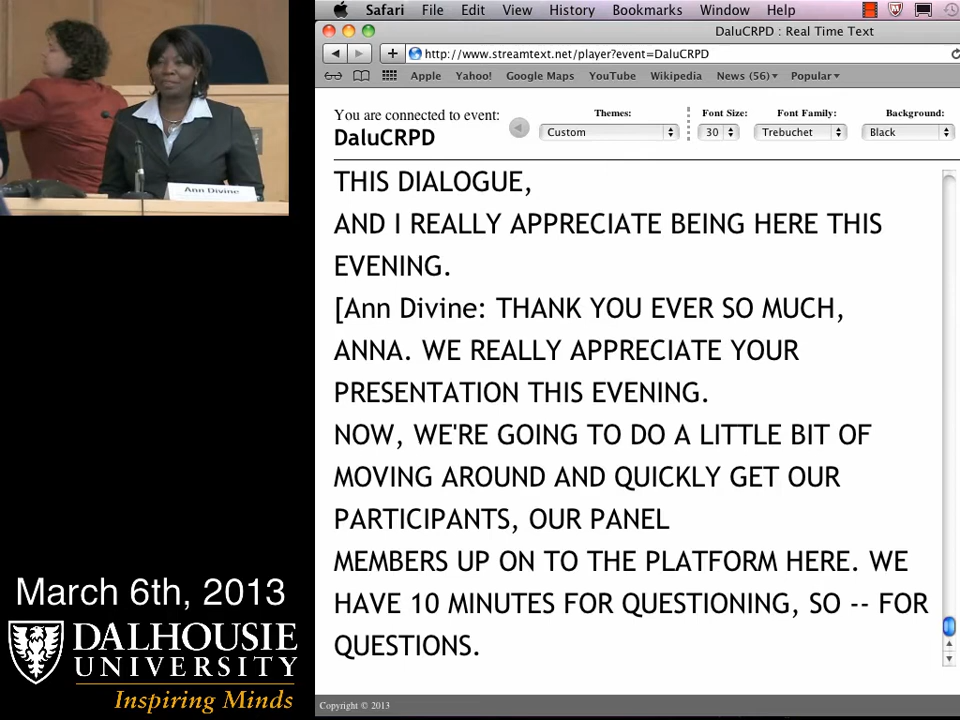 Safari File Edit View History Bookmarks Window Help
DaluCRPD : Real Time Text
http://www.streamtext.net/player?event=DaluCRPD
Apple Yahoo! Google Maps YouTube Wikipedia News (56) Popular
You are connected to event:
DaluCRPD
Themes: Font Size: Font Family: Background:
Custom 30 Trebuchet Black
THIS DIALOGUE,
AND I REALLY APPRECIATE BEING HERE THIS
EVENING.
[Ann Divine: THANK YOU EVER SO MUCH,
ANNA. WE REALLY APPRECIATE YOUR
PRESENTATION THIS EVENING.
NOW, WE'RE GOING TO DO A LITTLE BIT OF
MOVING AROUND AND QUICKLY GET OUR
PARTICIPANTS, OUR PANEL
MEMBERS UP ON TO THE PLATFORM HERE. WE
HAVE 10 MINUTES FOR QUESTIONING, SO -- FOR
QUESTIONS.
Copyright © 2013
Ann Divine
March 6th, 2013
DALHOUSIE
UNIVERSITY
Inspiring Minds